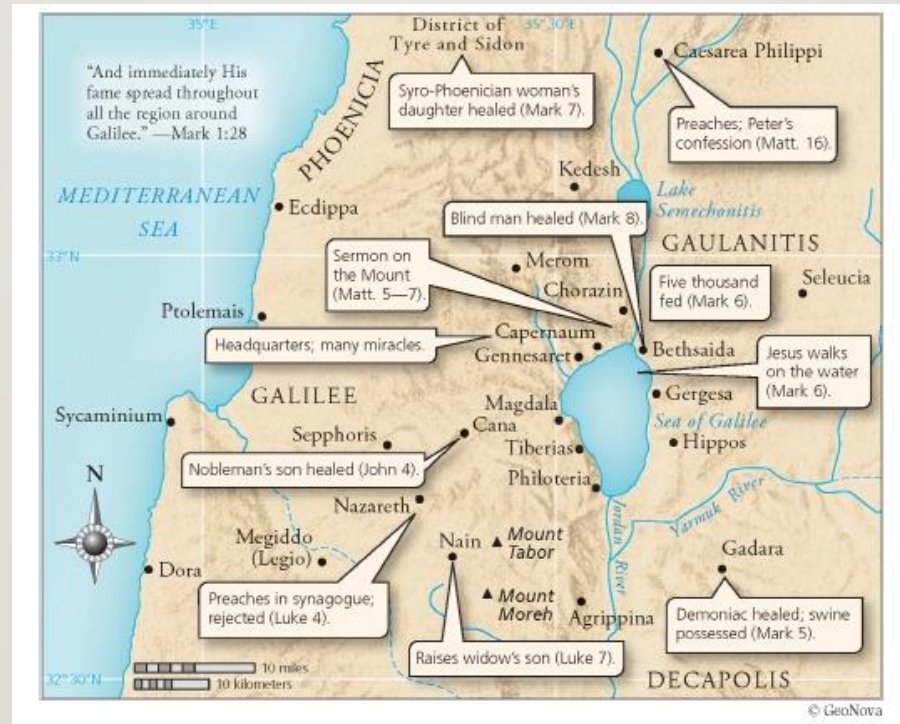 35°E
35°30'E
District of
Tyre and Sidon
Caesarea Philippi
"And immediately His
fame spread throughout
all the region around
Galilee." —Mark 1:28
PHOENICIA
Syro-Phoenician woman's
daughter healed (Mark 7).
Preaches; Peter's
confession (Matt. 16).
Kedesh
MEDITERRANEAN
SEA
Ecdippa
Lake
Semechonitis
Blind man healed (Mark 8).
GAULANITIS
33°N
Sermon on
the Mount
(Matt. 5—7).
Merom
Chorazin
Five thousand
fed (Mark 6).
Seleucia
Ptolemais
Headquarters; many miracles.
Capernaum
Gennesaret
Bethsaida
Jesus walks
on the water
(Mark 6).
GALILEE
Magdala
Gergesa
Sycaminium
Cana
Sea of Galilee
Sepphoris
Tiberias
Hippos
Nobleman's son healed (John 4).
Philoteria
N
Nazareth
Jordan River
Yarmuk River
Megiddo
(Legio)
Nain
Mount
Tabor
Gadara
Dora
Preaches in synagogue;
rejected (Luke 4).
Mount
Moreh
Agrippina
Demoniac healed; swine
possessed (Mark 5).
Raises widow's son (Luke 7).
10 miles
10 kilometers
32°30'N
DECAPOLIS
© GeoNova